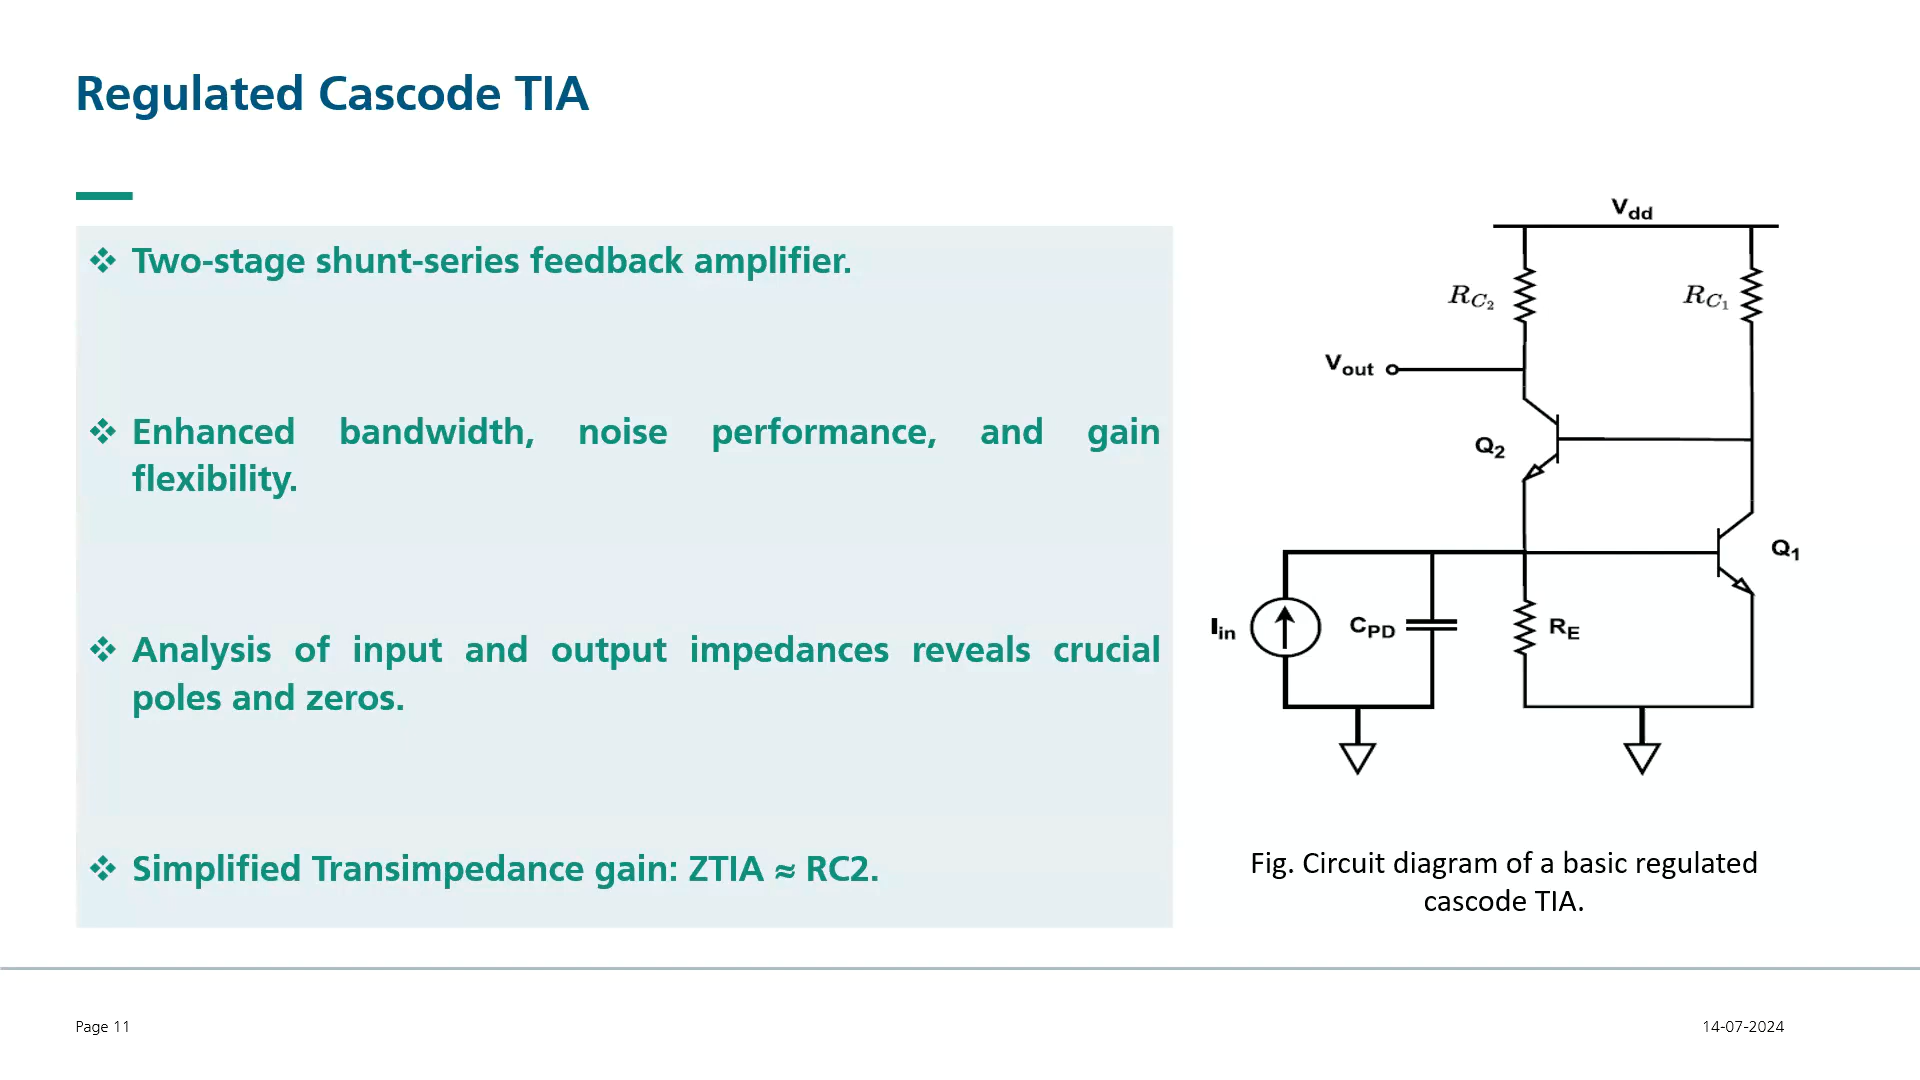 Regulated Cascode TIA
❖ Two-stage shunt-series feedback amplifier.
❖ Enhanced bandwidth, noise performance, and gain
flexibility.
❖ Analysis of input and output impedances reveals crucial
poles and zeros.
❖ Simplified Transimpedance gain: ZTIA ≈ RC2.
Vdd
RC2
RC1
Vout
Q2
Q1
Iin
CPD
RE
Fig. Circuit diagram of a basic regulated
cascode TIA.
Page 11
14-07-2024